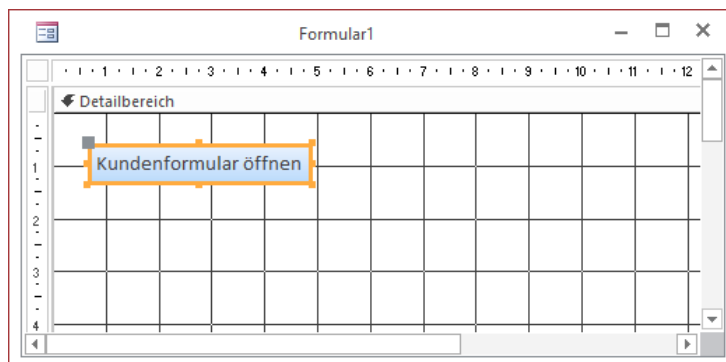 Formular1
1 2 3 4 5 6 7 8 9 10 11 12
Detailbereich
Kundenformular öffnen
1
2
3
4